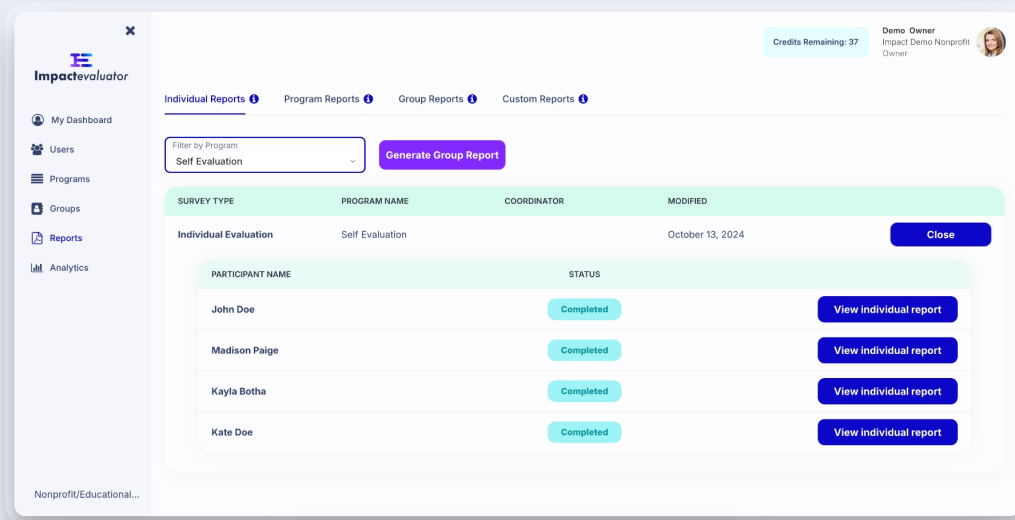 Credits Remaining: 37
Demo Owner
Impact Demo Nonprofit
Owner
Impactevaluator
My Dashboard
Users
Programs
Groups
Reports
Analytics
Nonprofit/Educational...
Individual Reports Program Reports Group Reports Custom Reports
Filter by Program
Self Evaluation
Generate Group Report
SURVEY TYPE PROGRAM NAME COORDINATOR MODIFIED
Individual Evaluation Self Evaluation October 13, 2024 Close
PARTICIPANT NAME STATUS
John Doe Completed View individual report
Madison Paige Completed View individual report
Kayla Botha Completed View individual report
Kate Doe Completed View individual report